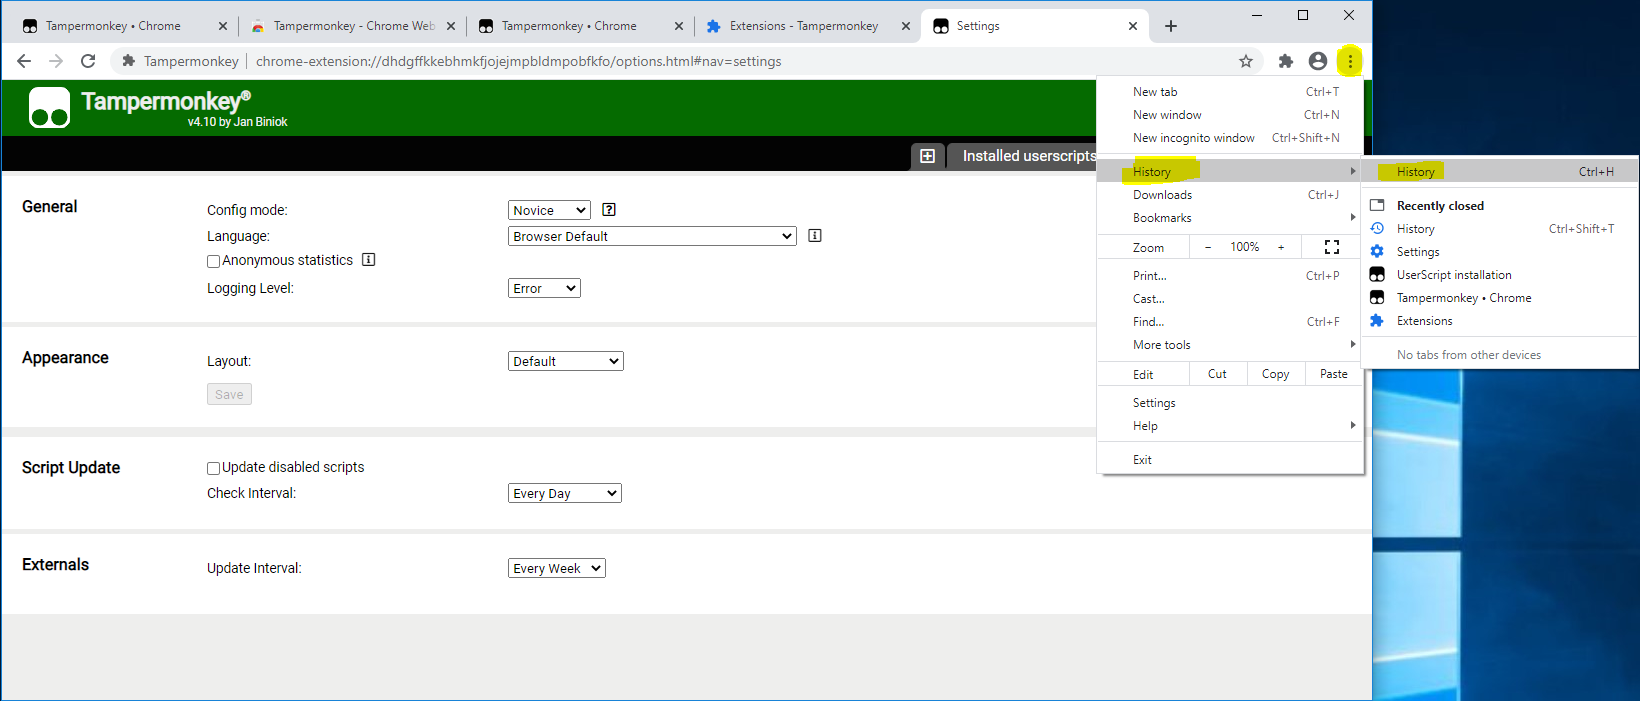 Tampermonkey • Chrome
Tampermonkey - Chrome Web
Tampermonkey • Chrome
Extensions - Tampermonkey
Settings
Tampermonkey
chrome-extension://dhdgffkkebhmkfjojejmpbldmpobfkfo/options.html#nav=settings
Tampermonkey®
v4.10 by Jan Biniok
Installed userscripts
General
Config mode:
Novice
Language:
Browser Default
Anonymous statistics
Logging Level:
Error
Appearance
Layout:
Default
Save
Script Update
Update disabled scripts
Check Interval:
Every Day
Externals
Update Interval:
Every Week
New tab Ctrl+T
New window Ctrl+N
New incognito window Ctrl+Shift+N
History
Downloads Ctrl+J
Bookmarks
Zoom − 100% +
Print... Ctrl+P
Cast...
Find... Ctrl+F
More tools
Edit Cut Copy Paste
Settings
Help
Exit
History Ctrl+H
Recently closed
History Ctrl+Shift+T
Settings
UserScript installation
Tampermonkey • Chrome
Extensions
No tabs from other devices